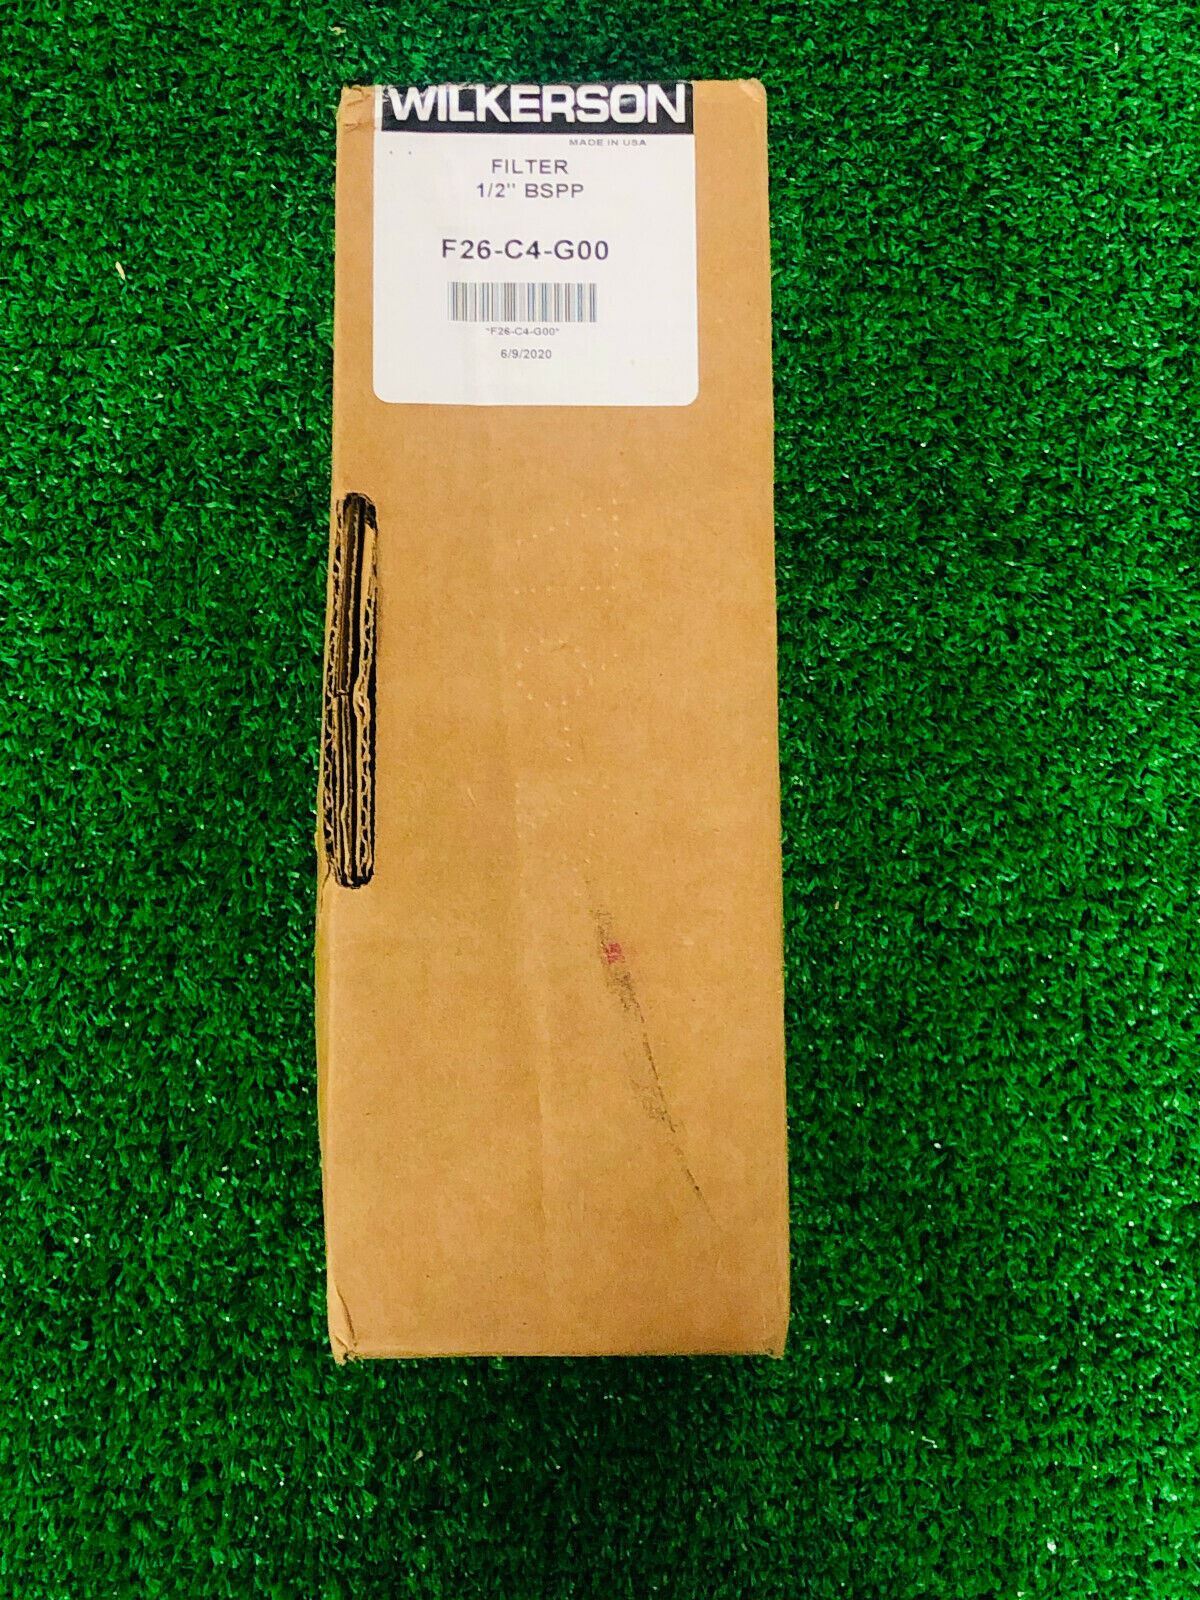 WILKERSON
MADE IN USA
FILTER
1/2" BSPP
F26-C4-G00
*F26-C4-G00*
6/9/2020